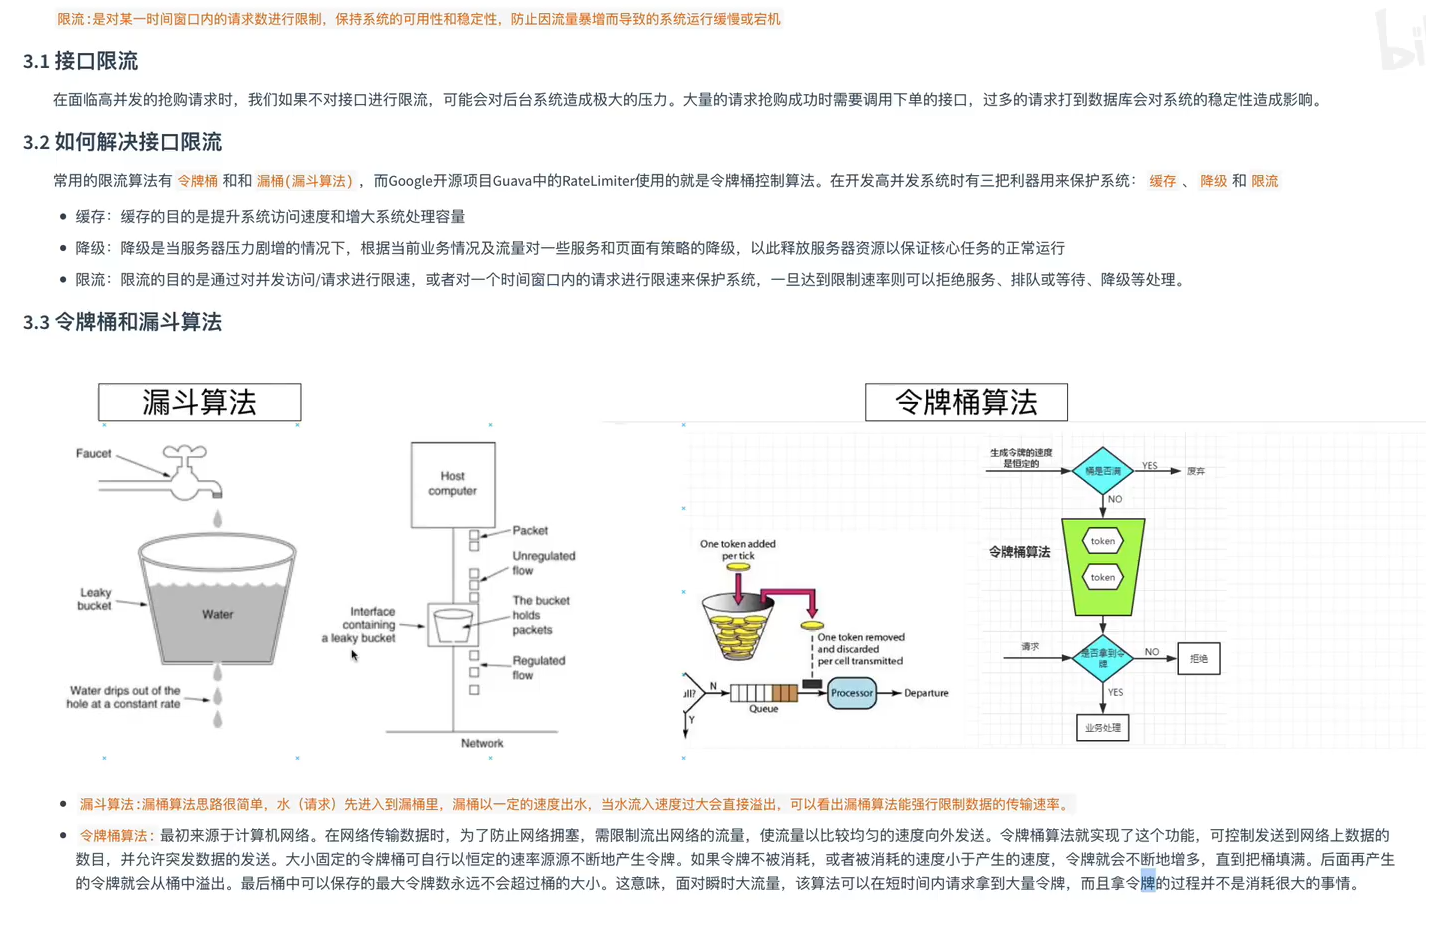 限流:是对某一时间窗口内的请求数进行限制，保持系统的可用性和稳定性，防止因流量暴增而导致的系统运行缓慢或宕机
bi
3.1 接口限流
在面临高并发的抢购请求时，我们如果不对接口进行限流，可能会对后台系统造成极大的压力。大量的请求抢购成功时需要调用下单的接口，过多的请求打到数据库会对系统的稳定性造成影响。
3.2 如何解决接口限流
常用的限流算法有 令牌桶 和和 漏桶(漏斗算法) ，而Google开源项目Guava中的RateLimiter使用的就是令牌桶控制算法。在开发高并发系统时有三把利器用来保护系统： 缓存 、 降级 和 限流
缓存：缓存的目的是提升系统访问速度和增大系统处理容量
降级：降级是当服务器压力剧增的情况下，根据当前业务情况及流量对一些服务和页面有策略的降级，以此释放服务器资源以保证核心任务的正常运行
限流：限流的目的是通过对并发访问/请求进行限速，或者对一个时间窗口内的请求进行限速来保护系统，一旦达到限制速率则可以拒绝服务、排队或等待、降级等处理。
3.3 令牌桶和漏斗算法
漏斗算法
Faucet
Leaky
bucket
Water
Water drips out of the
hole at a constant rate
Host
computer
Packet
Unregulated
flow
The bucket
holds
packets
Interface
containing
a leaky bucket
Regulated
flow
Network
令牌桶算法
One token added
per tick
One token removed
and discarded
per cell transmitted
ull?
N
Y
Queue
Processor
Departure
生成令牌的速度
是恒定的
桶是否满
YES
废弃
NO
令牌桶算法
token
token
请求
是否拿到令
牌
NO
拒绝
YES
业务处理
漏斗算法:漏桶算法思路很简单，水（请求）先进入到漏桶里，漏桶以一定的速度出水，当水流入速度过大会直接溢出，可以看出漏桶算法能强行限制数据的传输速率。
令牌桶算法: 最初来源于计算机网络。在网络传输数据时，为了防止网络拥塞，需限制流出网络的流量，使流量以比较均匀的速度向外发送。令牌桶算法就实现了这个功能，可控制发送到网络上数据的
数目，并允许突发数据的发送。大小固定的令牌桶可自行以恒定的速率源源不断地产生令牌。如果令牌不被消耗，或者被消耗的速度小于产生的速度，令牌就会不断地增多，直到把桶填满。后面再产生
的令牌就会从桶中溢出。最后桶中可以保存的最大令牌数永远不会超过桶的大小。这意味，面对瞬时大流量，该算法可以在短时间内请求拿到大量令牌，而且拿令牌的过程并不是消耗很大的事情。